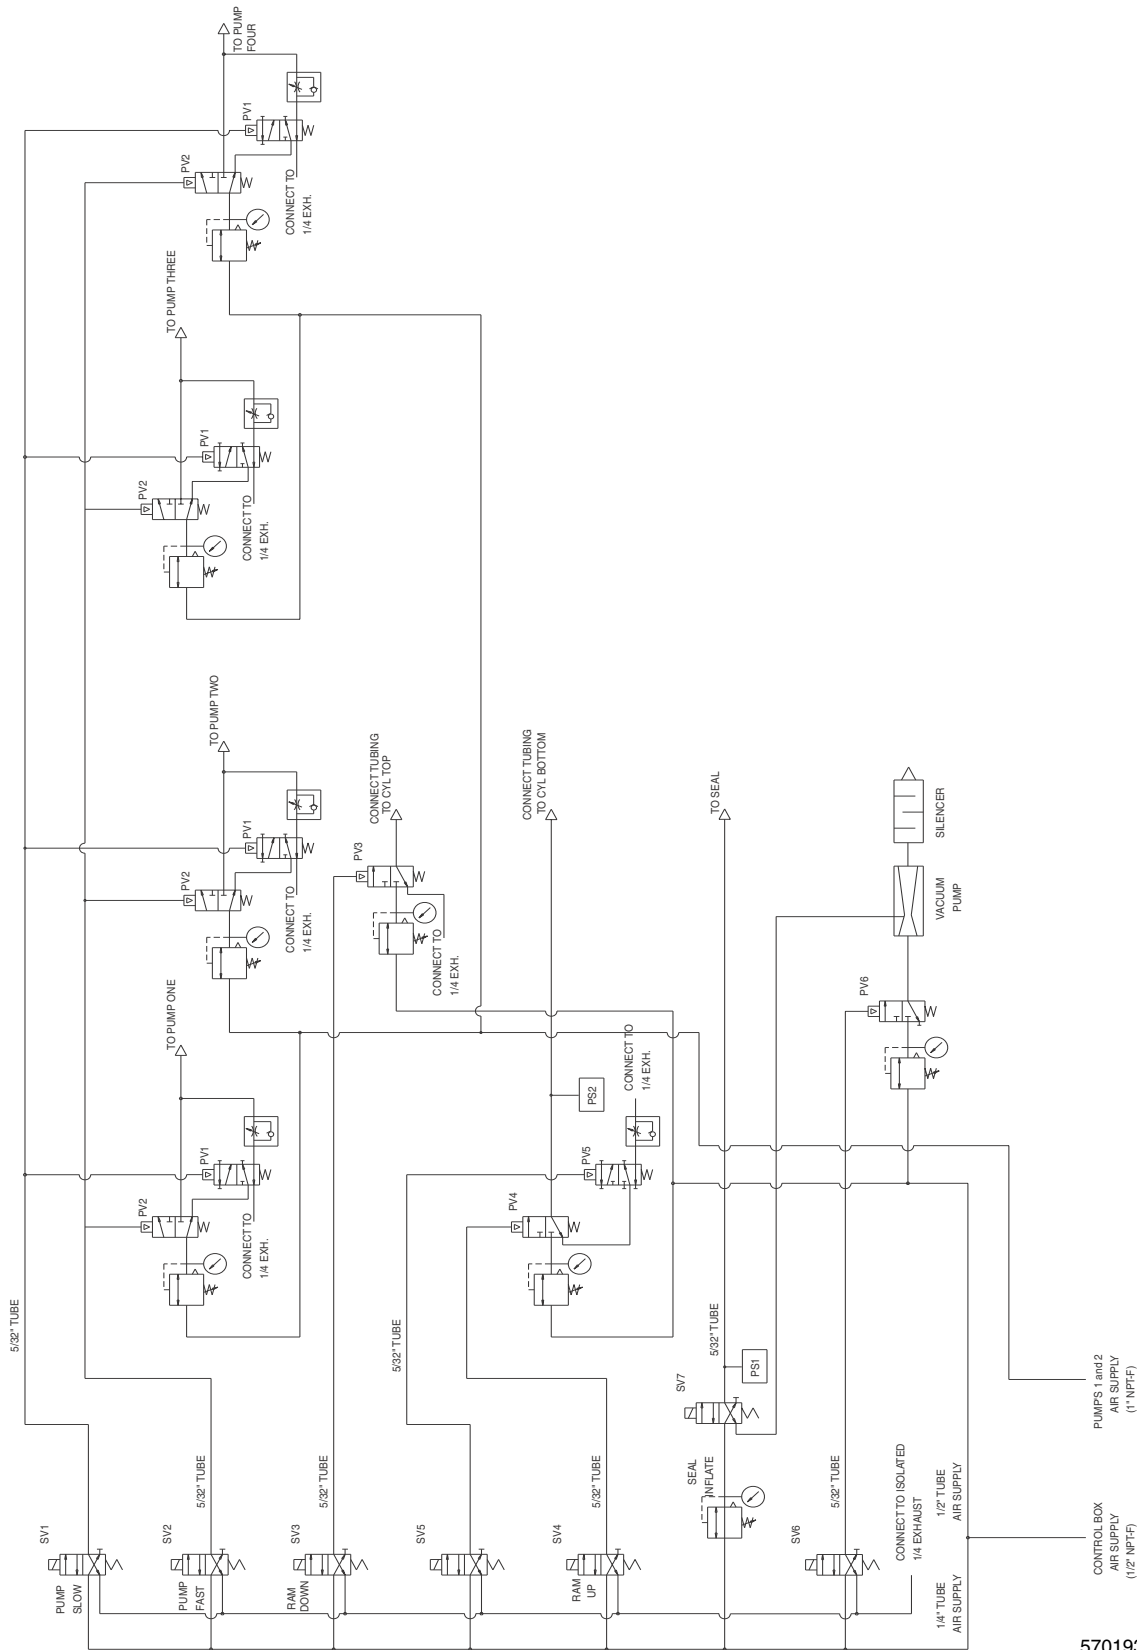 5/32" TUBE
SV1
PUMP
SLOW
SV2
PUMP
FAST
5/32" TUBE
SV3
RAM
DOWN
5/32" TUBE
SV5
5/32" TUBE
SV4
RAM
UP
5/32" TUBE
SV7
SEAL
INFLATE
PS1
5/32" TUBE
TO SEAL
SV6
5/32" TUBE
CONNECT TO ISOLATED
1/4 EXHAUST
1/4" TUBE
AIR SUPPLY
1/2" TUBE
AIR SUPPLY
CONTROL BOX
AIR SUPPLY
(1/2" NPT-F)
PUMPS 1 and 2
AIR SUPPLY
(1" NPT-F)
PV2
PV1
CONNECT TO
1/4 EXH.
TO PUMP ONE
PV2
PV1
CONNECT TO
1/4 EXH.
TO PUMP TWO
PV2
PV1
CONNECT TO
1/4 EXH.
TO PUMP THREE
PV2
PV1
CONNECT TO
1/4 EXH.
TO PUMP
FOUR
PV3
CONNECT TO
1/4 EXH.
CONNECT TUBING
TO CYL TOP
PV4
PV5
PS2
CONNECT TO
1/4 EXH.
CONNECT TUBING
TO CYL BOTTOM
PV6
VACUUM
PUMP
SILENCER